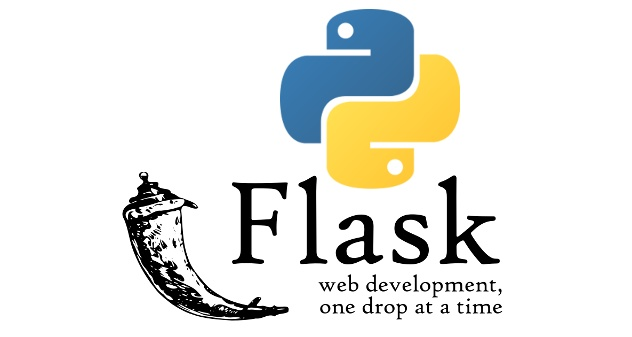 Flask
web development,
one drop at a time